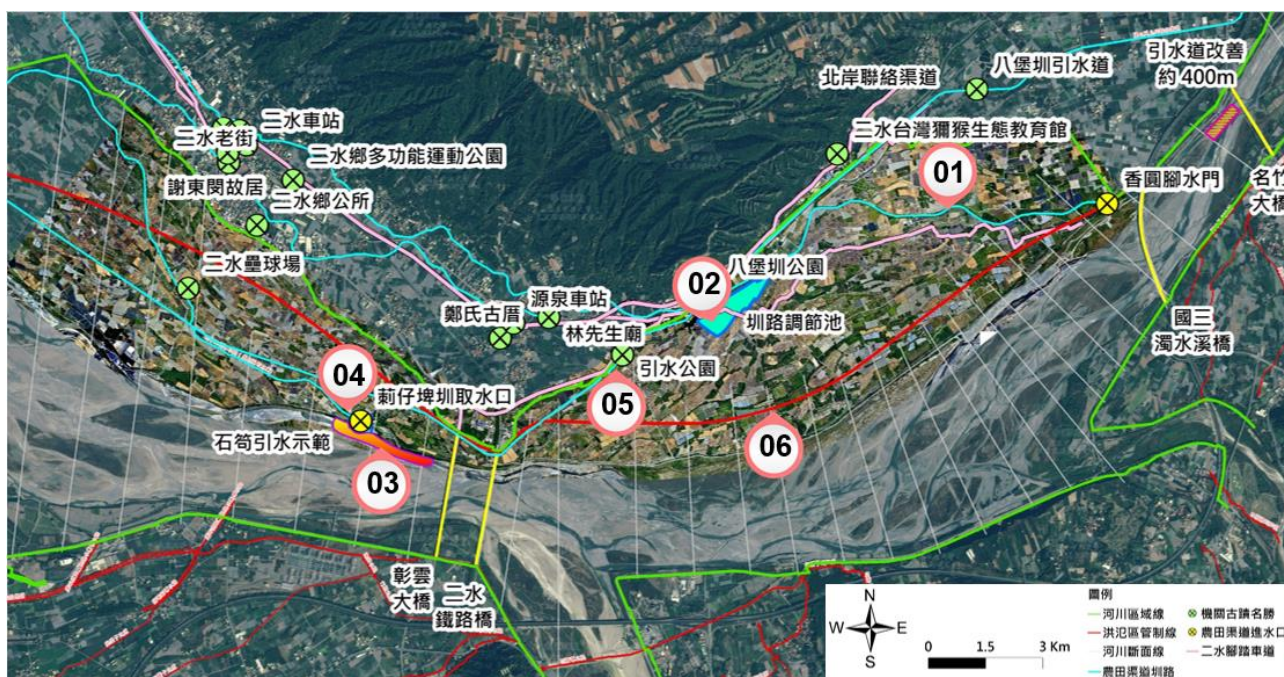 引水道改善
約 400m
八堡圳引水道
北岸聯絡渠道
二水台灣獼猴生態教育館
01
香圓腳水門
名竹
大橋
二水車站
二水老街
二水鄉多功能運動公園
謝東閔故居
二水鄉公所
二水壘球場
八堡圳公園
02
源泉車站
鄭氏古厝
圳路調節池
林先生廟
引水公園
國三
濁水溪橋
04
莿仔埤圳取水口
05
石笱引水示範
06
03
彰雲
大橋
二水
鐵路橋
N
W
E
S
0
1.5
3 Km
圖例
河川區域線
機關古蹟名勝
洪氾區管制線
農田渠道進水口
河川斷面線
二水腳踏車道
農田渠道圳路